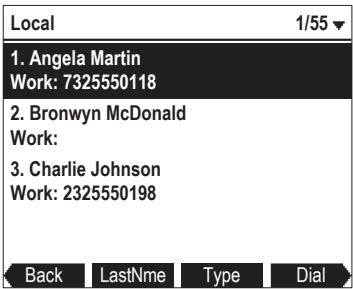 Local 1/55
1. Angela Martin
Work: 7325550118
2. Bronwyn McDonald
Work:
3. Charlie Johnson
Work: 2325550198
Back LastNme Type Dial